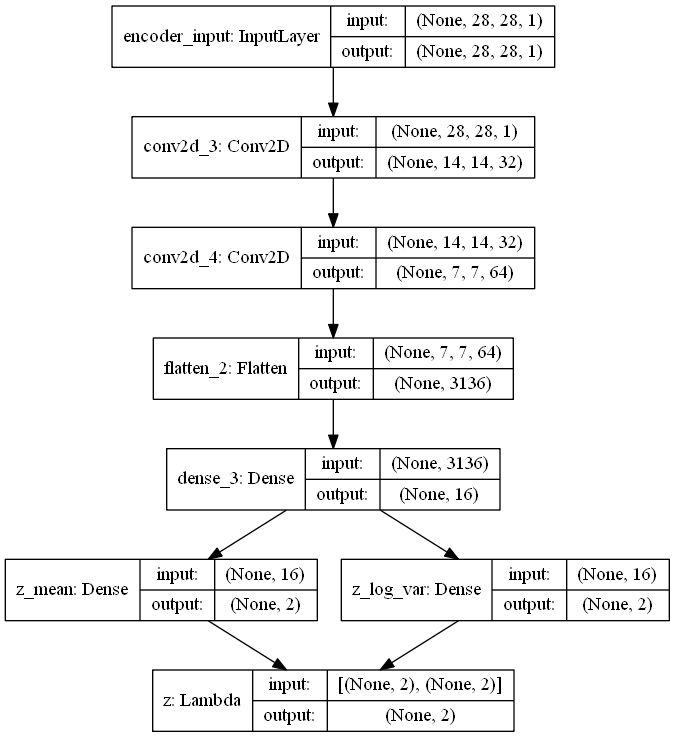 encoder_input: InputLayer
input: (None, 28, 28, 1)
output: (None, 28, 28, 1)
conv2d_3: Conv2D
input: (None, 28, 28, 1)
output: (None, 14, 14, 32)
conv2d_4: Conv2D
input: (None, 14, 14, 32)
output: (None, 7, 7, 64)
flatten_2: Flatten
input: (None, 7, 7, 64)
output: (None, 3136)
dense_3: Dense
input: (None, 3136)
output: (None, 16)
z_mean: Dense
input: (None, 16)
output: (None, 2)
z_log_var: Dense
input: (None, 16)
output: (None, 2)
z: Lambda
input: [(None, 2), (None, 2)]
output: (None, 2)